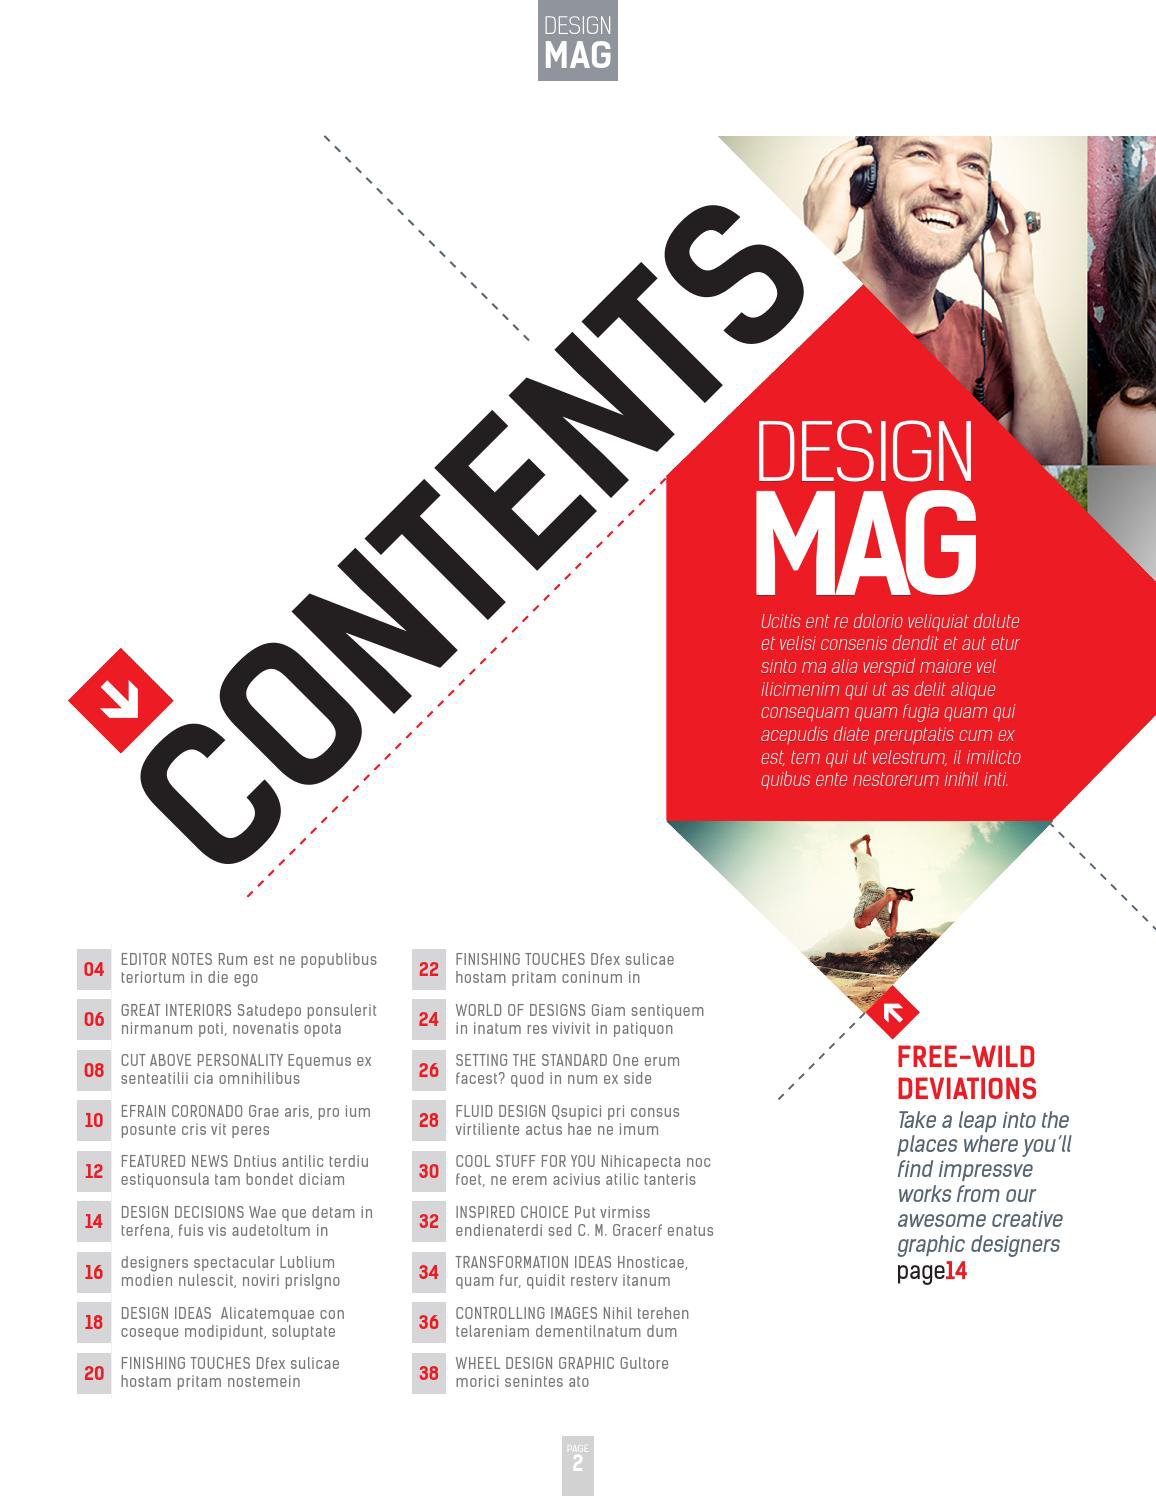 DESIGN
MAG
CONTENTS
DESIGN
MAG
Ucitis ent re dolorio veliquiat dolute
et velisi consenis dendit et aut etur
sinto ma alia verspid maiore vel
ilicimenim qui ut as delit alique
consequam quam fugia quam qui
acepudis diate preruptatis cum ex
est, tem qui ut velestrum, il imilicto
quibus ente nestorerum inihil inti.
04
EDITOR NOTES Rum est ne popublibus
teriortum in die ego
06
GREAT INTERIORS Satudepo ponsulerit
nirmanum poti, novenatis opota
08
CUT ABOVE PERSONALITY Equemus ex
senteatilii cia omnihilibus
10
EFRAIN CORONADO Grae aris, pro ium
posunte cris vit peres
12
FEATURED NEWS Dntius antilic terdiu
estiquonsula tam bondet diciam
14
DESIGN DECISIONS Wae que detam in
terfena, fuis vis audetoltum in
16
designers spectacular Lublium
modien nulescit, noviri prislgno
18
DESIGN IDEAS  Alicatemquae con
coseque modipidunt, soluptate
20
FINISHING TOUCHES Dfex sulicae
hostam pritam nostemein
22
FINISHING TOUCHES Dfex sulicae
hostam pritam coninum in
24
WORLD OF DESIGNS Giam sentiquem
in inatum res vivivit in patiquon
26
SETTING THE STANDARD One erum
facest? quod in num ex side
28
FLUID DESIGN Qsupici pri consus
virtiliente actus hae ne imum
30
COOL STUFF FOR YOU Nihicapecta noc
foet, ne erem acivius atilic tanteris
32
INSPIRED CHOICE Put virmiss
endienaterdi sed C. M. Gracerf enatus
34
TRANSFORMATION IDEAS Hnosticae,
quam fur, quidit resterv itanum
36
CONTROLLING IMAGES Nihil terehen
telareniam dementilnatum dum
38
WHEEL DESIGN GRAPHIC Gultore
morici senintes ato
FREE-WILD
DEVIATIONS
Take a leap into the
places where you'll
find impressve
works from our
awesome creative
graphic designers
page14
PAGE
2